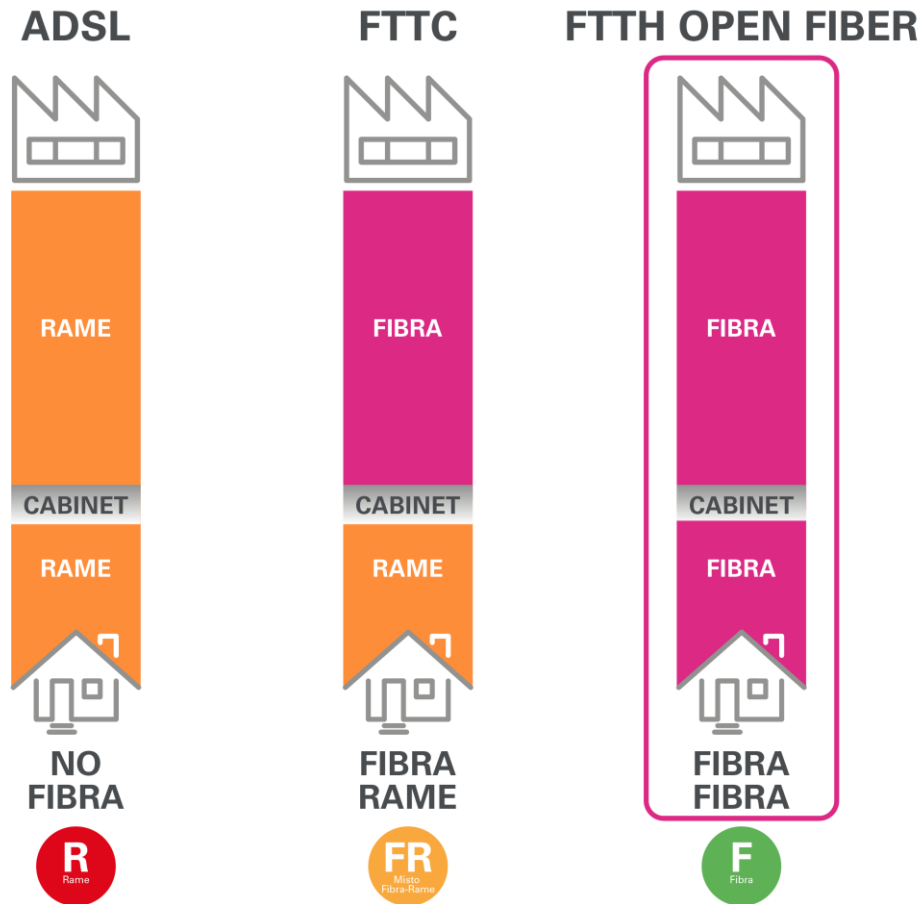 ADSL
FTTC
FTTH OPEN FIBER
RAME
FIBRA
FIBRA
CABINET
CABINET
CABINET
RAME
RAME
FIBRA
NO
FIBRA
FIBRA
RAME
FIBRA
FIBRA
R
Rame
FR
Misto
Fibra-Rame
F
Fibra